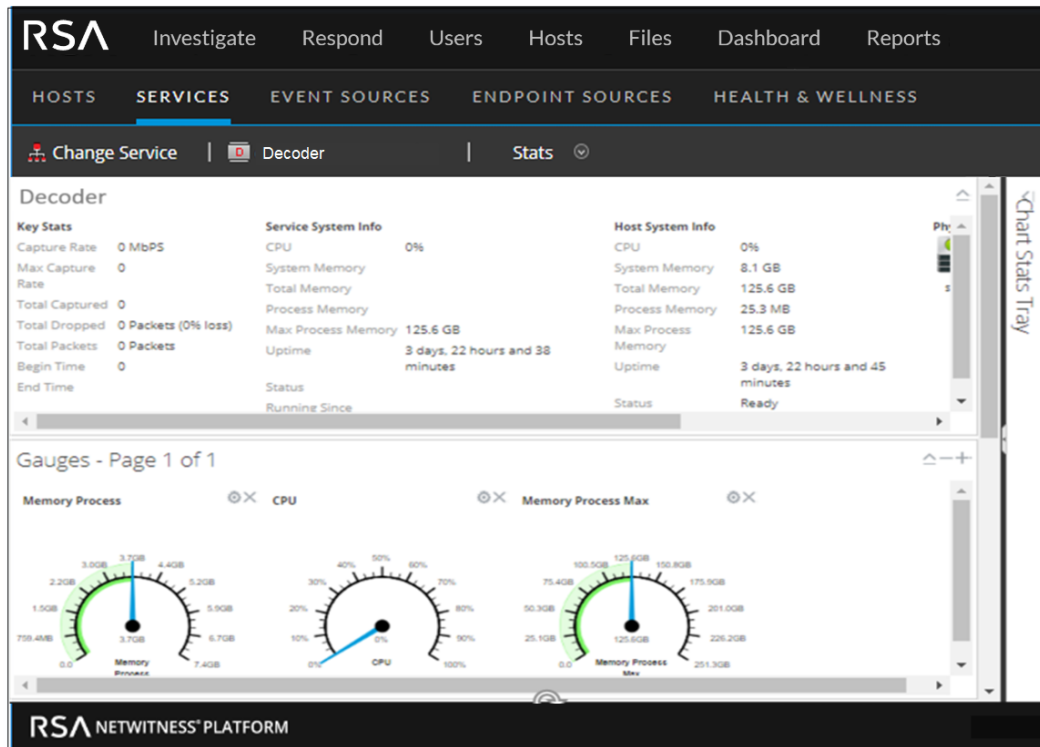 RSA Investigate Respond Users Hosts Files Dashboard Reports
HOSTS SERVICES EVENT SOURCES ENDPOINT SOURCES HEALTH & WELLNESS
Change Service | D Decoder | Stats
Decoder
Key Stats
Capture Rate 0 MbPS
Max Capture Rate 0
Total Captured 0
Total Dropped 0 Packets (0% loss)
Total Packets 0 Packets
Begin Time 0
End Time
Service System Info
CPU 0%
System Memory
Total Memory
Process Memory
Max Process Memory 125.6 GB
Uptime 3 days, 22 hours and 38
minutes
Status
Running Since
Host System Info
CPU 0%
System Memory 8.1 GB
Total Memory 125.6 GB
Process Memory 25.3 MB
Max Process Memory 125.6 GB
Uptime 3 days, 22 hours and 45
minutes
Status Ready
Chart Stats Tray
Gauges - Page 1 of 1
Memory Process
0.0 759.4MB 1.5GB 2.2GB 3.0GB 3.7GB 4.4GB 5.2GB 5.9GB 6.7GB 7.4GB
3.7GB
Memory
Process
CPU
0% 10% 20% 30% 40% 50% 60% 70% 80% 90% 100%
0%
CPU
Memory Process Max
0.0 25.1GB 50.3GB 75.4GB 100.5GB 125.6GB 150.8GB 175.9GB 201.0GB 226.2GB 251.3GB
125.6GB
Memory Process
Max
RSA NETWITNESS® PLATFORM